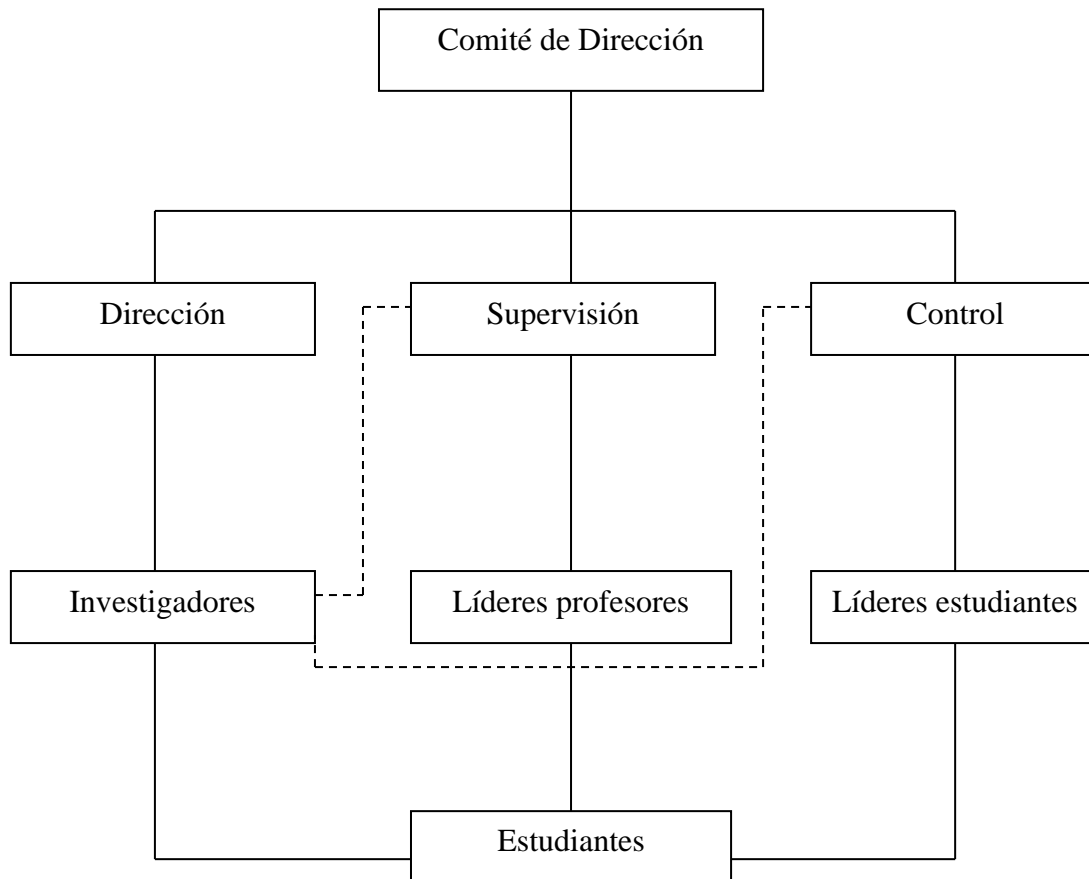 Comité de Dirección
Dirección
Supervisión
Control
Investigadores
Líderes profesores
Líderes estudiantes
Estudiantes